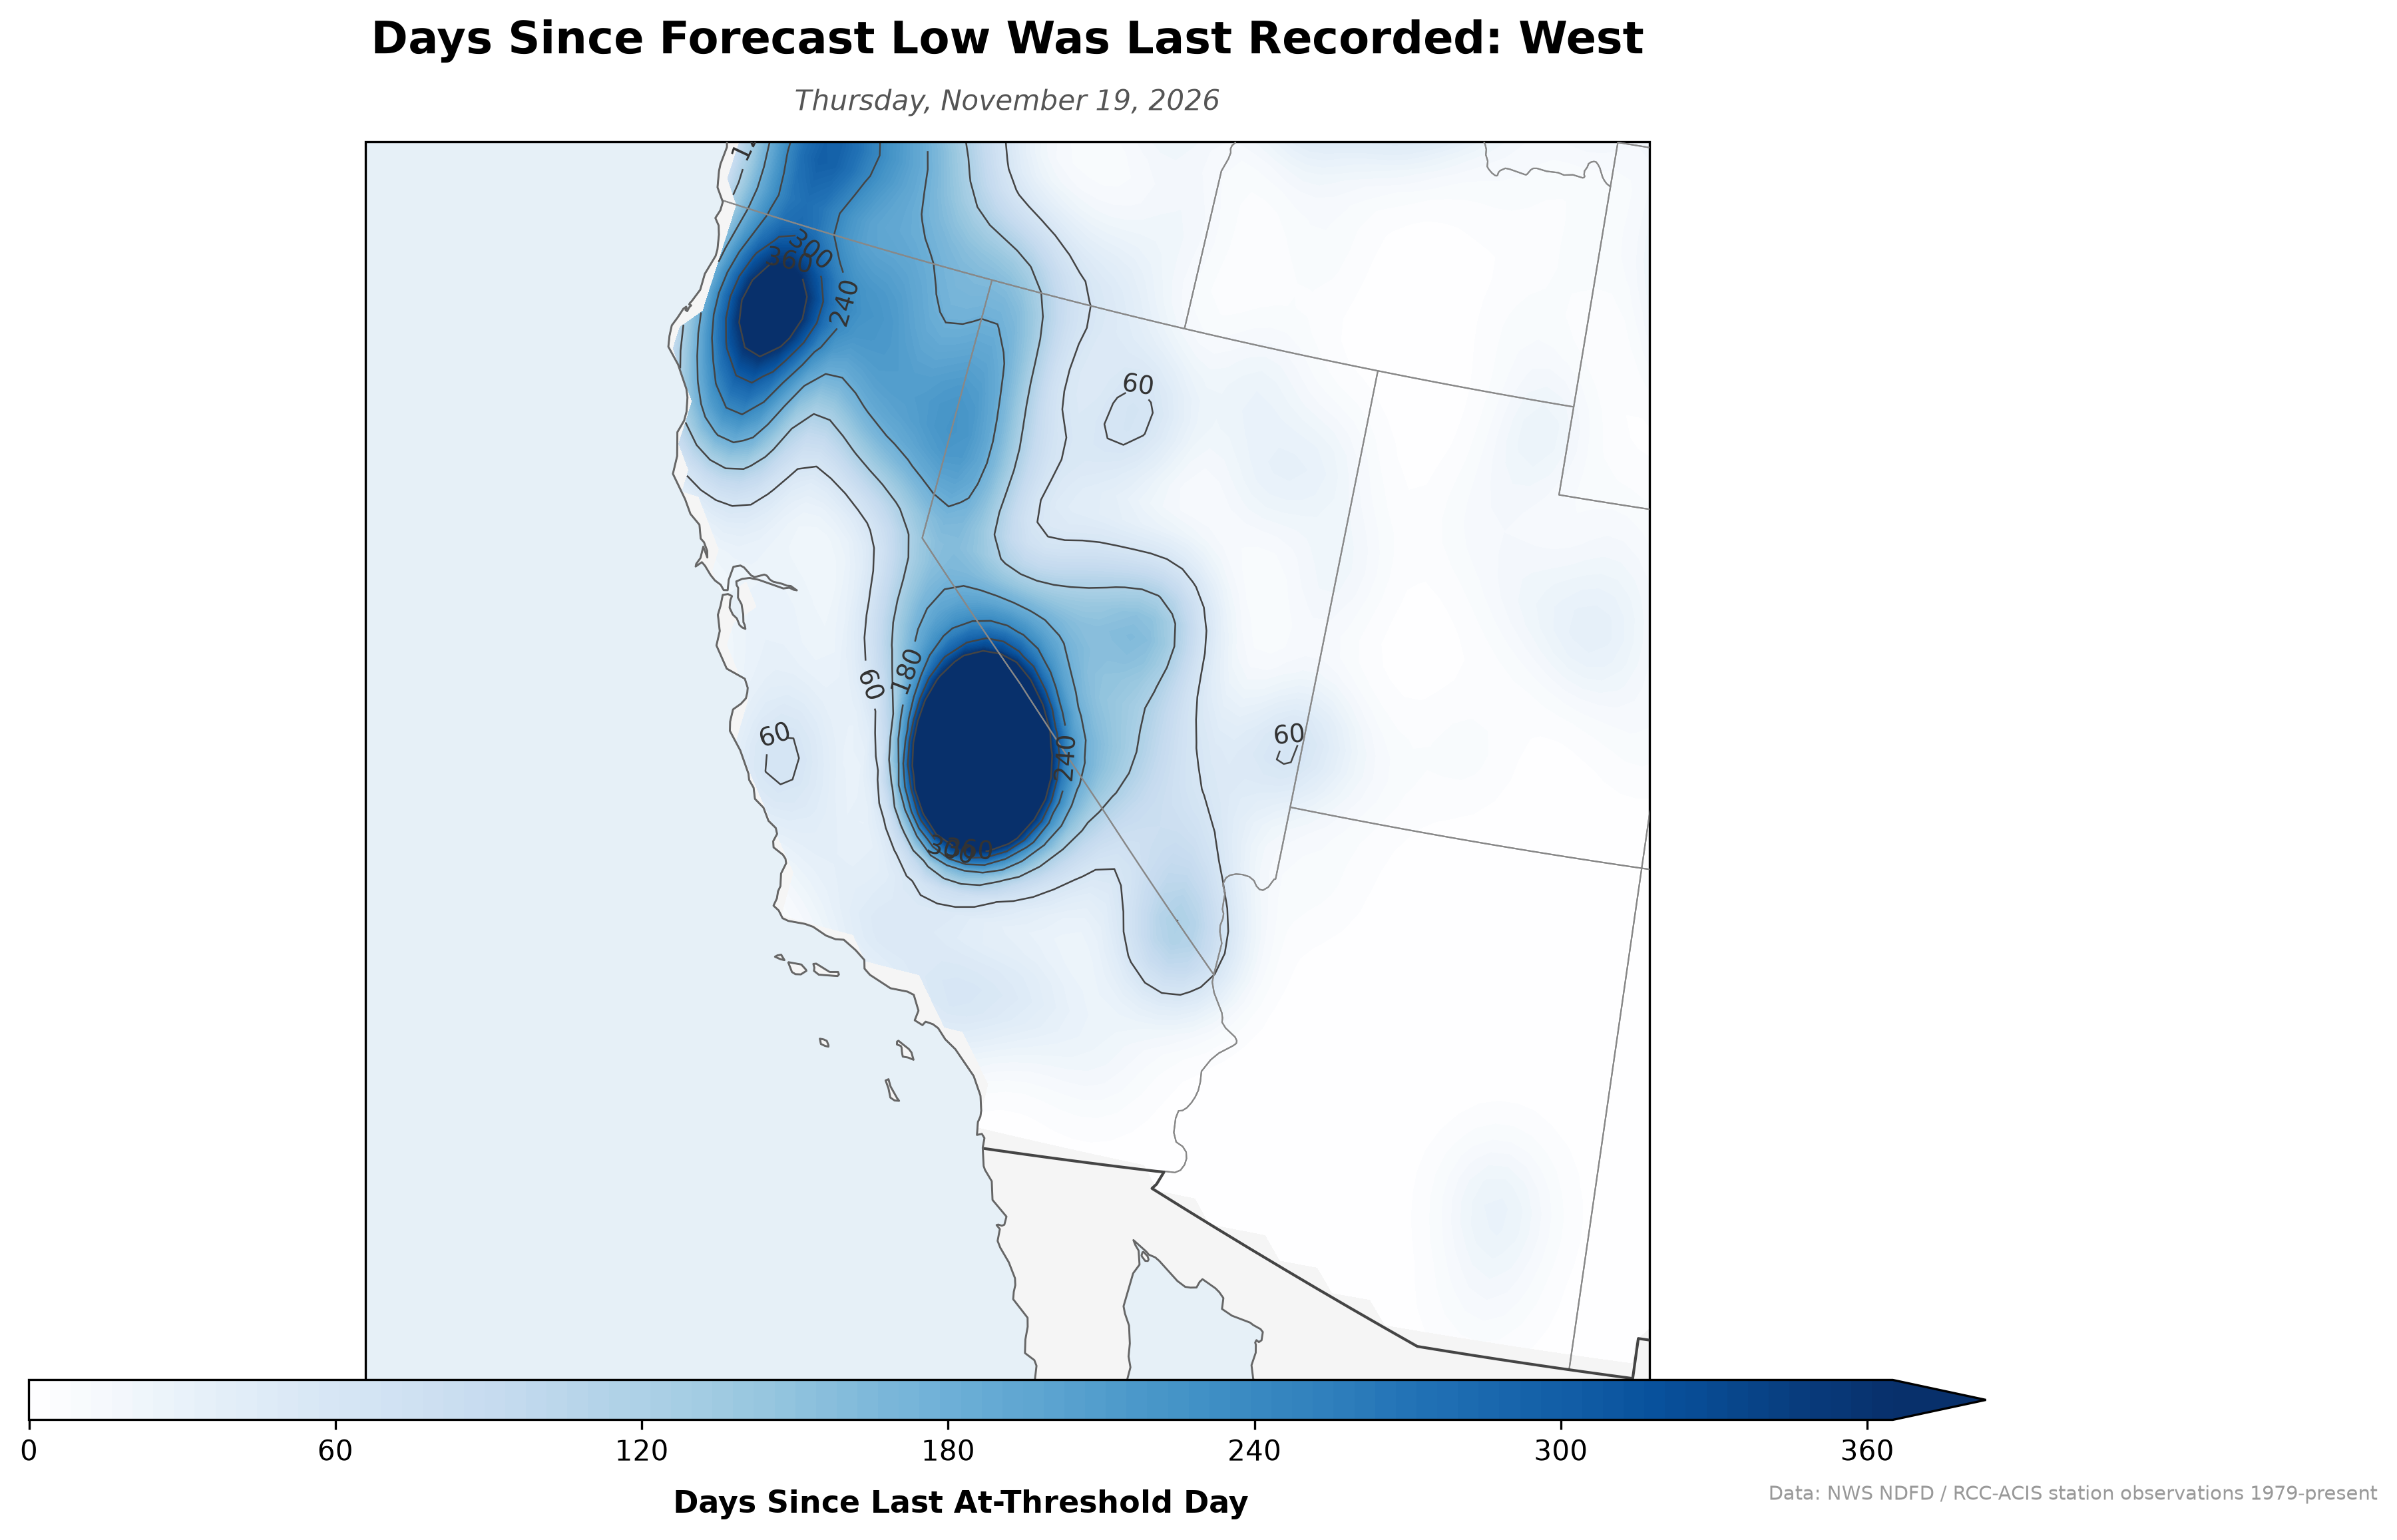 Days Since Forecast Low Was Last Recorded: West
Thursday, November 19, 2026
300
360
240
60
180
60
60
60
240
300
360
0 60 120 180 240 300 360
Days Since Last At-Threshold Day
Data: NWS NDFD / RCC-ACIS station observations 1979-present